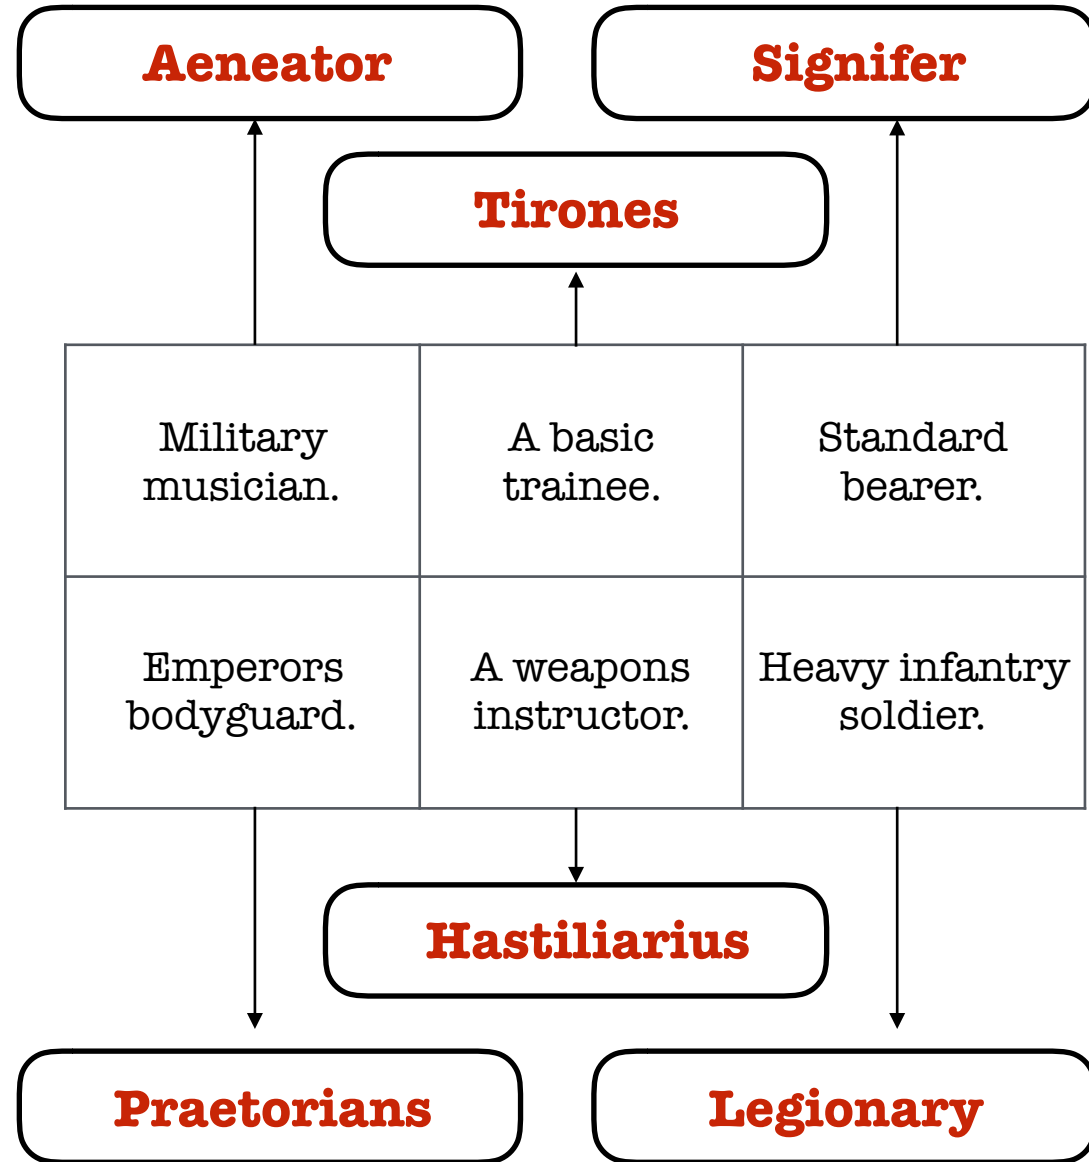 Aeneator
Signifer
Tirones
Military
musician.
A basic
trainee.
Standard
bearer.
Emperors
bodyguard.
A weapons
instructor.
Heavy infantry
soldier.
Hastiliarius
Praetorians
Legionary